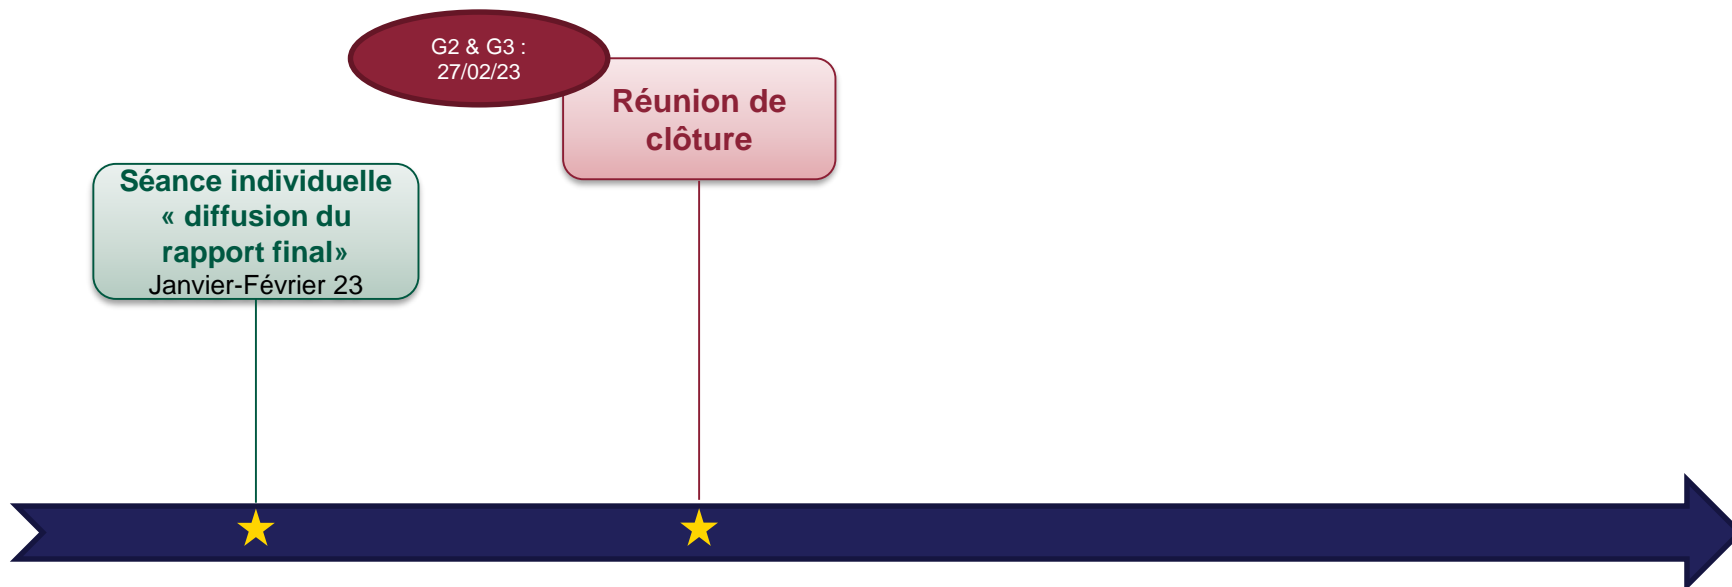 G2 & G3 :
27/02/23
Réunion de
clôture
Séance individuelle
« diffusion du
rapport final»
Janvier-Février 23